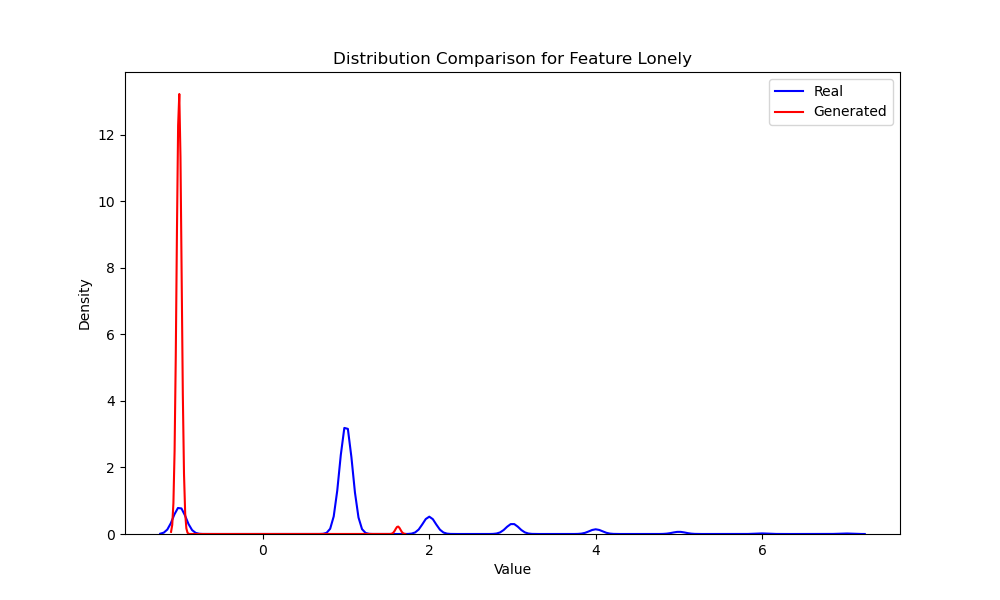 Distribution Comparison for Feature Lonely
Real
Generated
12
10
8
6
4
2
0
Density
0 2 4 6
Value